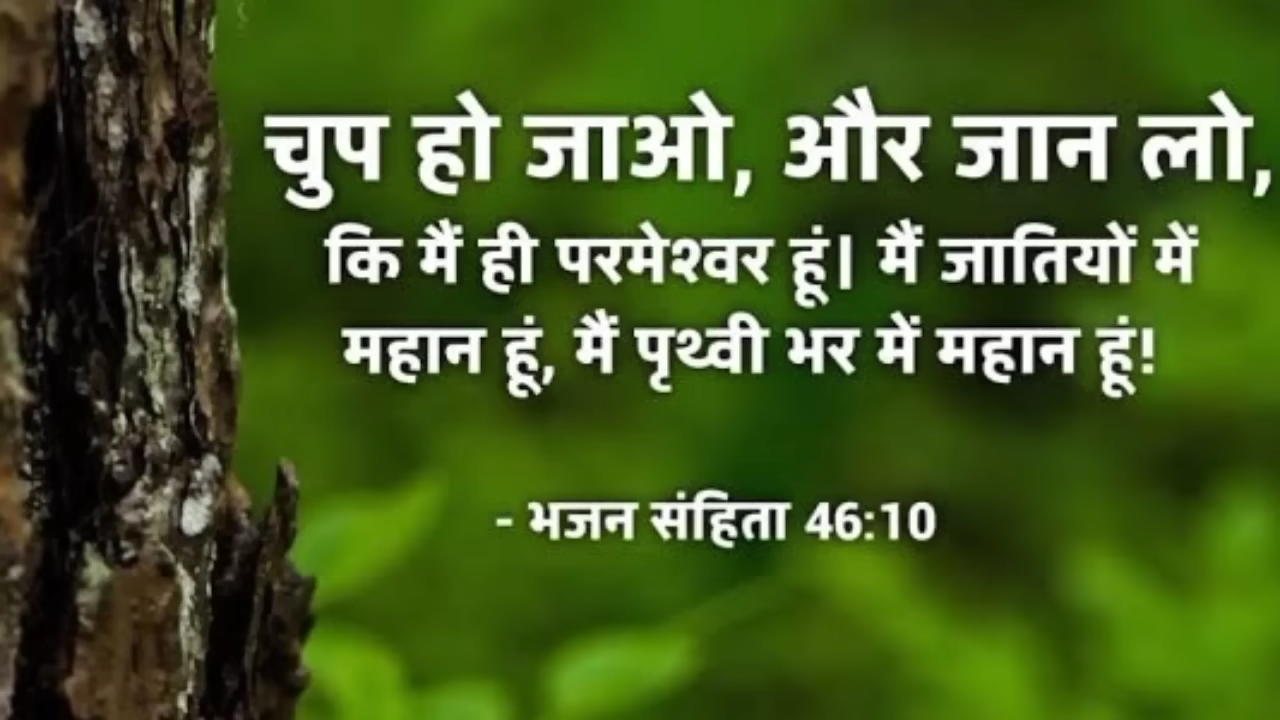 चुप हो जाओ, और जान लो,
कि मैं ही परमेश्वर हूं| मैं जातियों में
महान हूं, मैं पृथ्वी भर में महान हूं!
- भजन संहिता 46:10